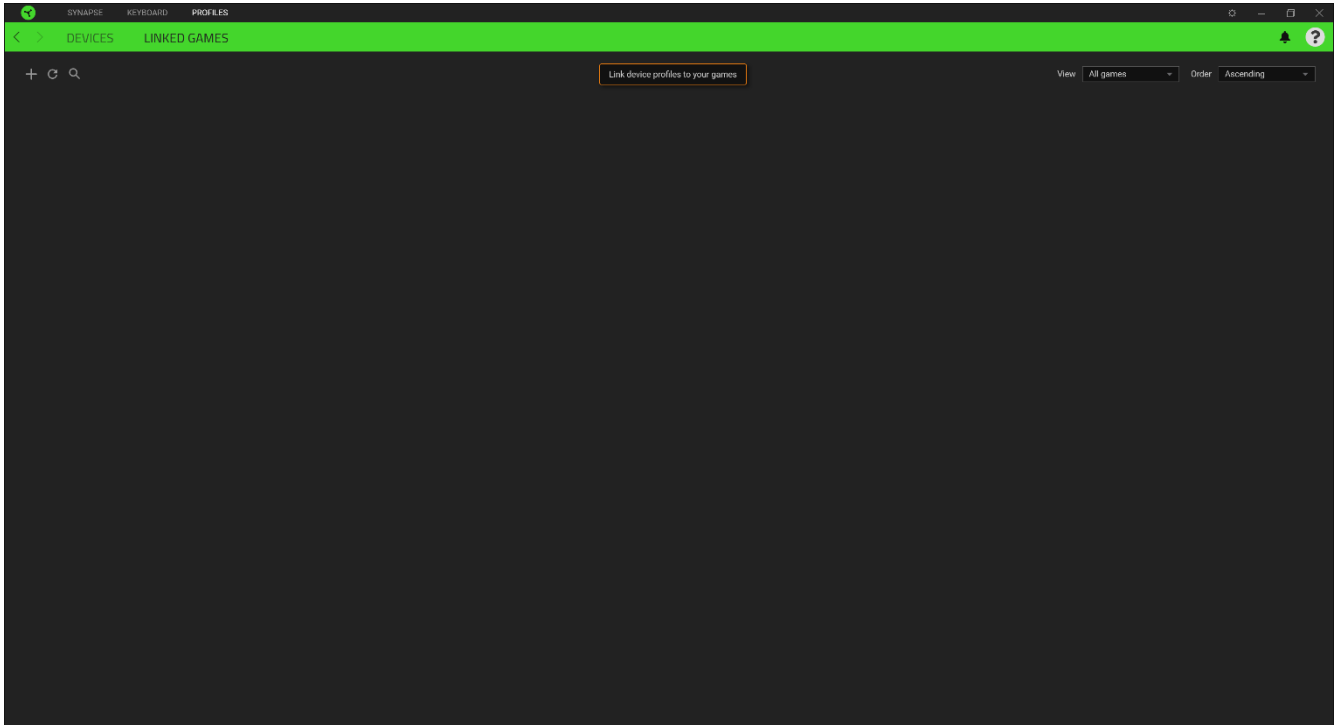 SYNAPSE KEYBOARD PROFILES
DEVICES LINKED GAMES
?
Link device profiles to your games
View All games Order Ascending